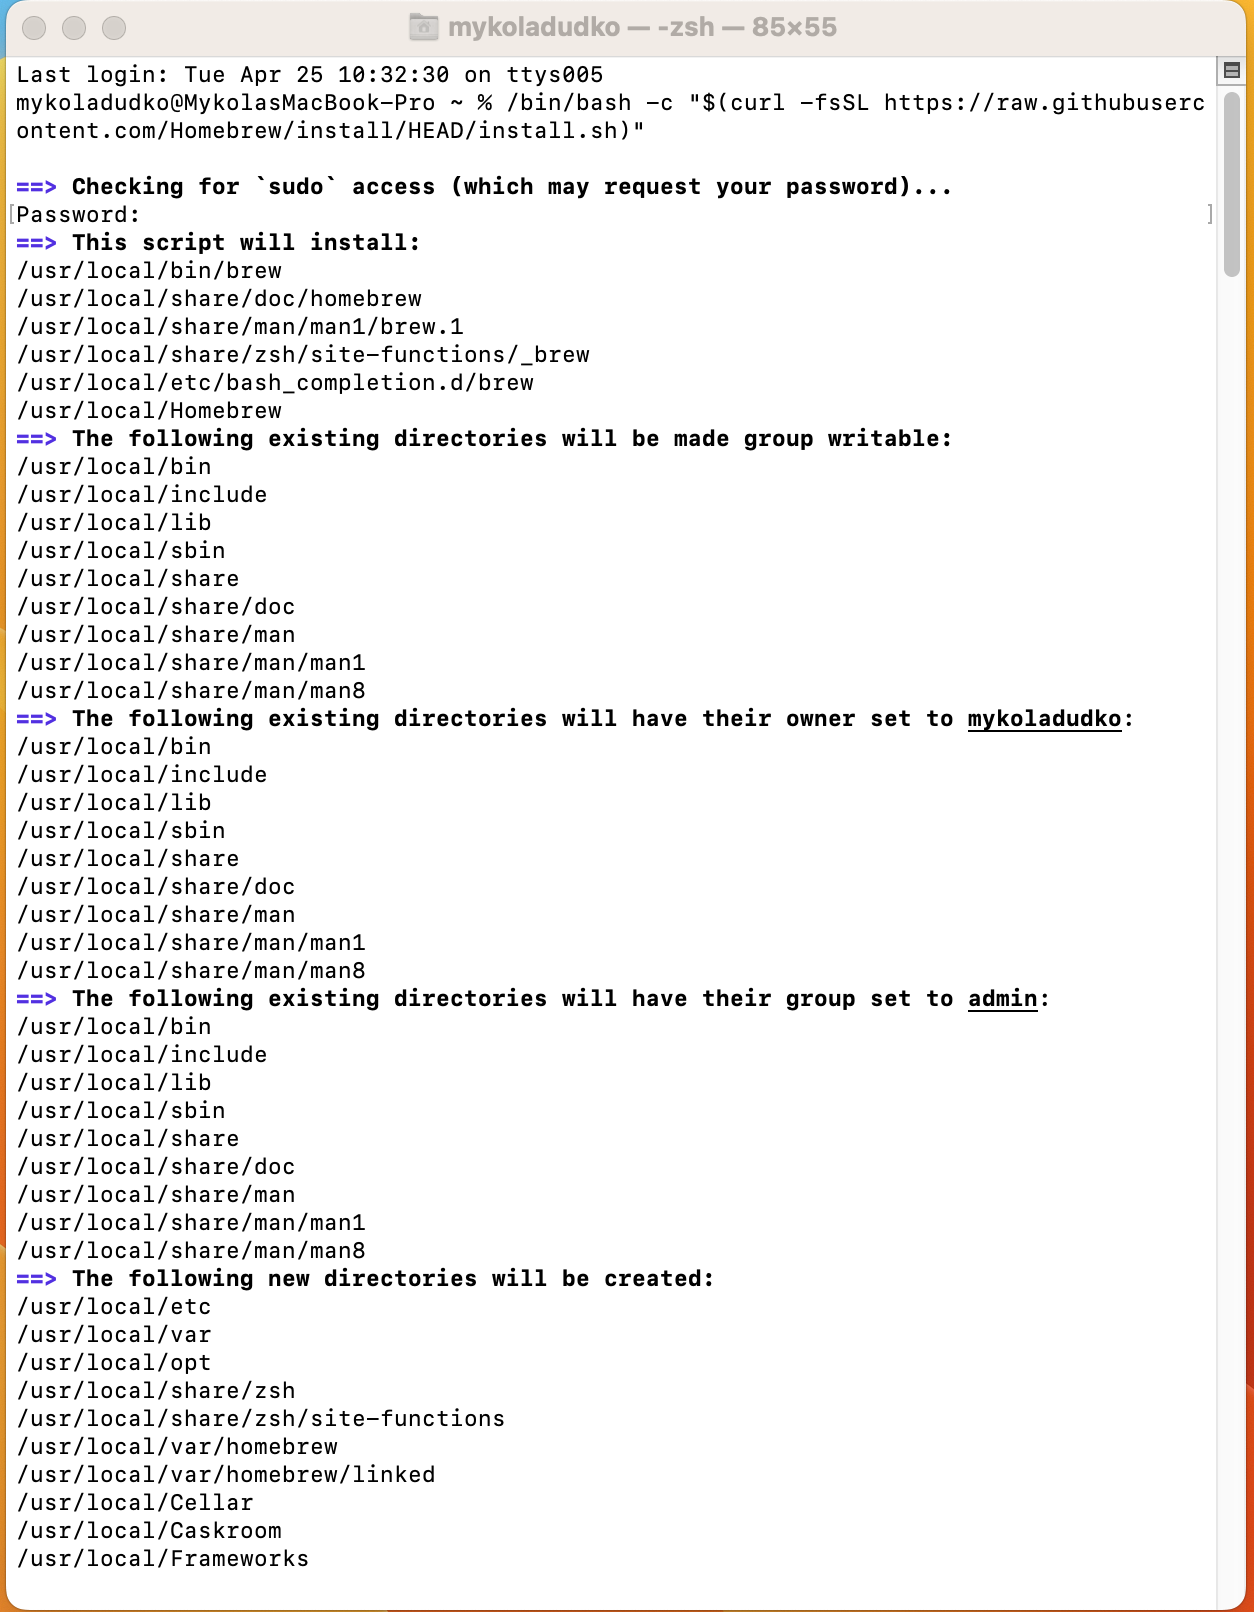 mykoladudko — -zsh — 85×55
Last login: Tue Apr 25 10:32:30 on ttys005
mykoladudko@MykolasMacBook-Pro ~ % /bin/bash -c "$(curl -fsSL https://raw.githubuserc
ontent.com/Homebrew/install/HEAD/install.sh)"
==> Checking for `sudo` access (which may request your password)...
[Password: ]
==> This script will install:
/usr/local/bin/brew
/usr/local/share/doc/homebrew
/usr/local/share/man/man1/brew.1
/usr/local/share/zsh/site-functions/_brew
/usr/local/etc/bash_completion.d/brew
/usr/local/Homebrew
==> The following existing directories will be made group writable:
/usr/local/bin
/usr/local/include
/usr/local/lib
/usr/local/sbin
/usr/local/share
/usr/local/share/doc
/usr/local/share/man
/usr/local/share/man/man1
/usr/local/share/man/man8
==> The following existing directories will have their owner set to mykoladudko:
/usr/local/bin
/usr/local/include
/usr/local/lib
/usr/local/sbin
/usr/local/share
/usr/local/share/doc
/usr/local/share/man
/usr/local/share/man/man1
/usr/local/share/man/man8
==> The following existing directories will have their group set to admin:
/usr/local/bin
/usr/local/include
/usr/local/lib
/usr/local/sbin
/usr/local/share
/usr/local/share/doc
/usr/local/share/man
/usr/local/share/man/man1
/usr/local/share/man/man8
==> The following new directories will be created:
/usr/local/etc
/usr/local/var
/usr/local/opt
/usr/local/share/zsh
/usr/local/share/zsh/site-functions
/usr/local/var/homebrew
/usr/local/var/homebrew/linked
/usr/local/Cellar
/usr/local/Caskroom
/usr/local/Frameworks